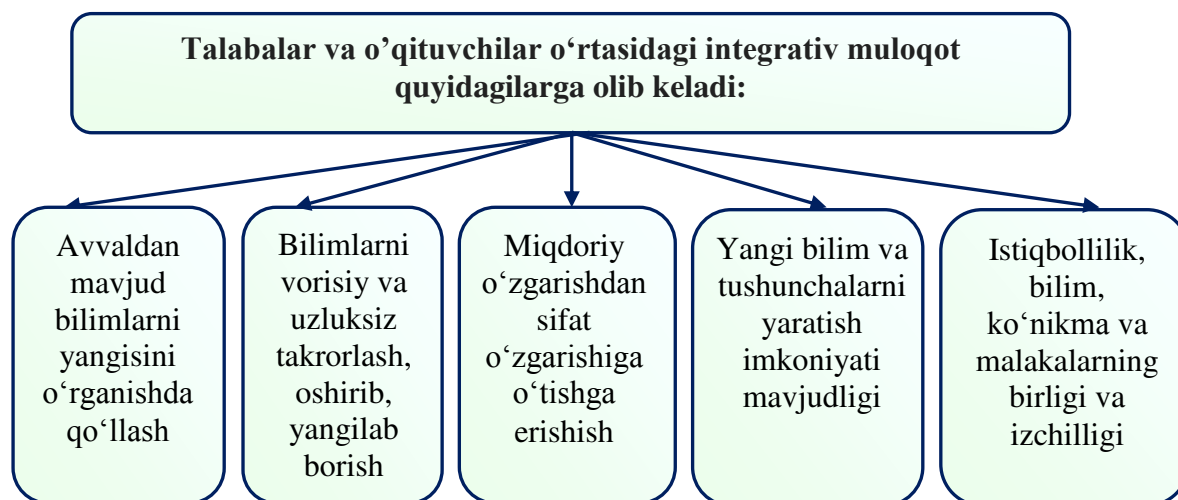 Talabalar va o’qituvchilar o‘rtasidagi integrativ muloqot
quyidagilarga olib keladi:
Avvaldan
mavjud
bilimlarni
yangisini
o‘rganishda
qo‘llash
Bilimlarni
vorisiy va
uzluksiz
takrorlash,
oshirib,
yangilab
borish
Miqdoriy
o‘zgarishdan
sifat
o‘zgarishiga
o‘tishga
erishish
Yangi bilim va
tushunchalarni
yaratish
imkoniyati
mavjudligi
Istiqbollilik,
bilim,
ko‘nikma va
malakalarning
birligi va
izchilligi